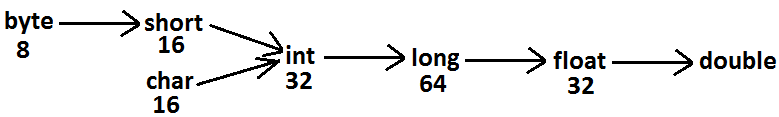 byte
8
short
16
char
16
int
32
long
64
float
32
double